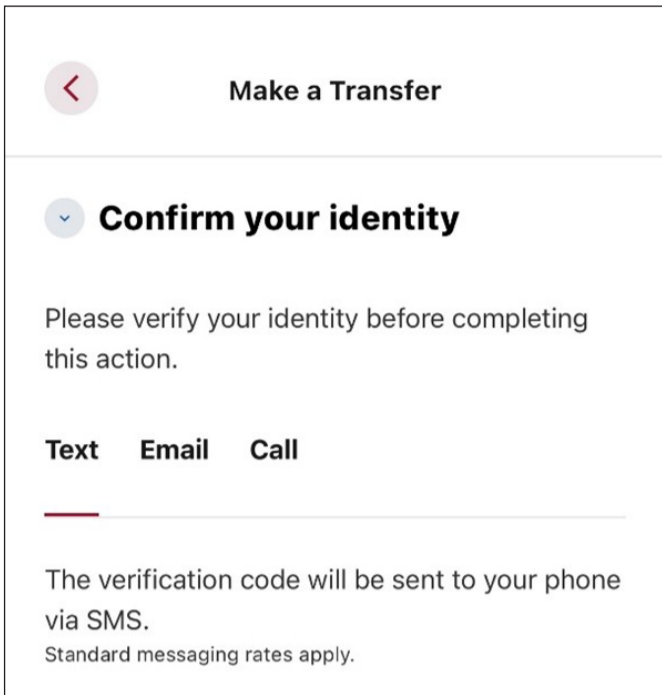 Make a Transfer
Confirm your identity
Please verify your identity before completing
this action.
Text Email Call
The verification code will be sent to your phone
via SMS.
Standard messaging rates apply.